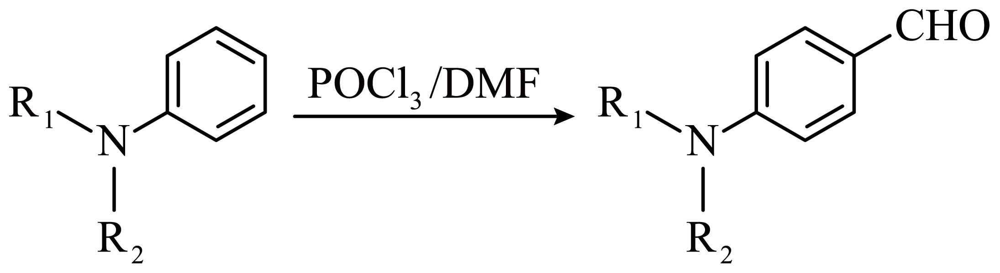 CHO
POCl₃/DMF
R₁
R₁
N
N
R₂
R₂